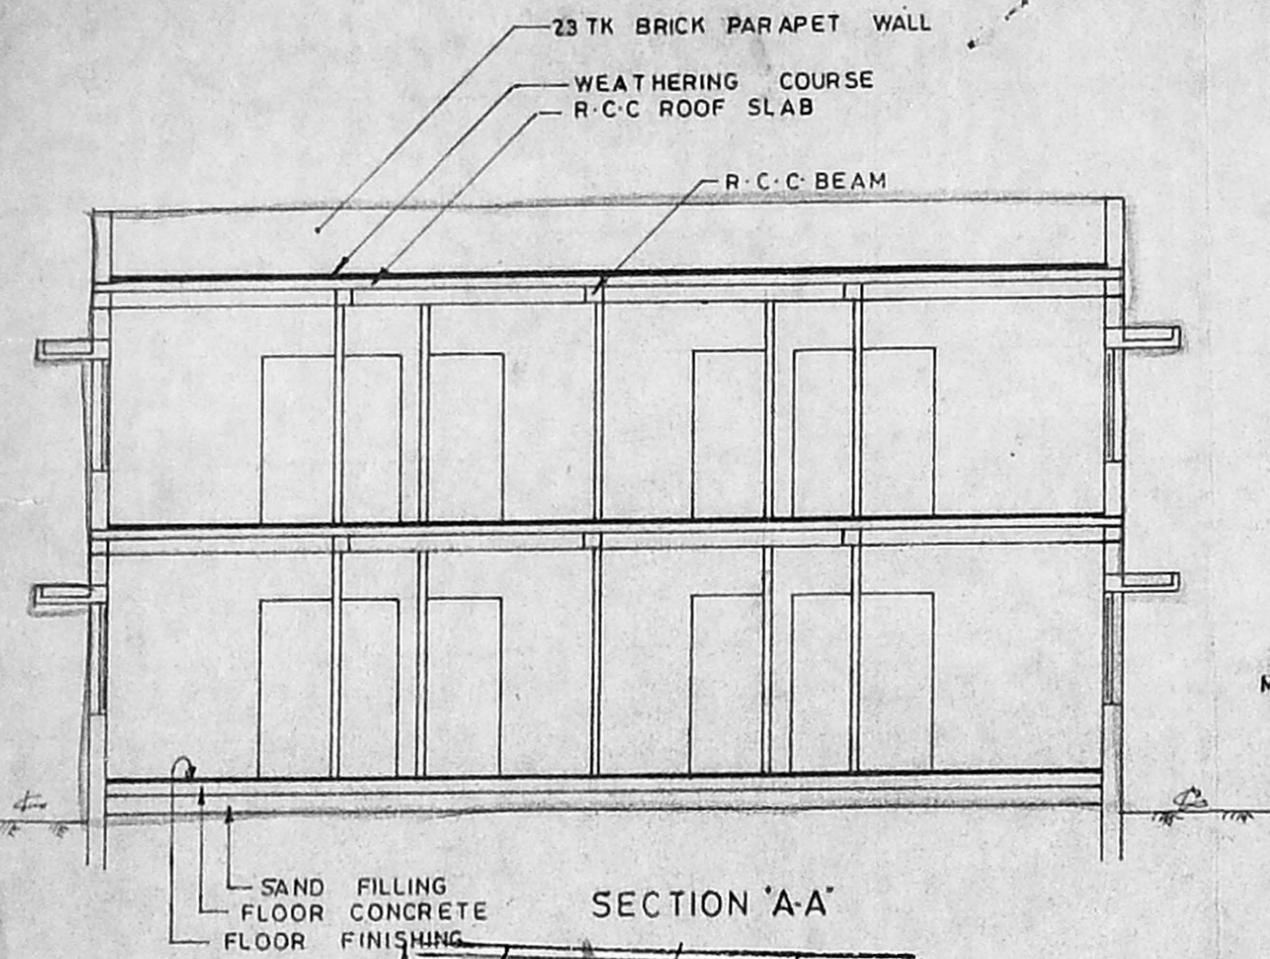 23 TK BRICK PARAPET WALL
WEATHERING COURSE
R·C·C ROOF SLAB
R·C·C·BEAM
SAND FILLING
FLOOR CONCRETE
FLOOR FINISHING
SECTION "A-A"